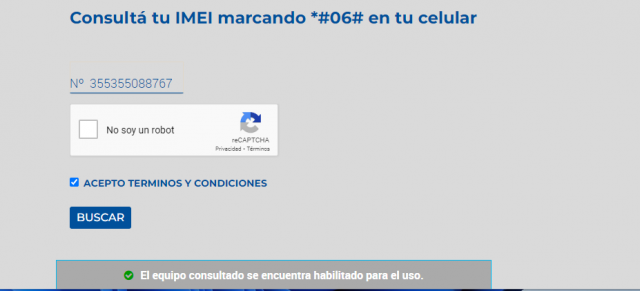 Consultá tu IMEI marcando *#06# en tu celular
Nº 355355088767
No soy un robot
reCAPTCHA
Privacidad - Términos
ACEPTO TERMINOS Y CONDICIONES
BUSCAR
El equipo consultado se encuentra habilitado para el uso.